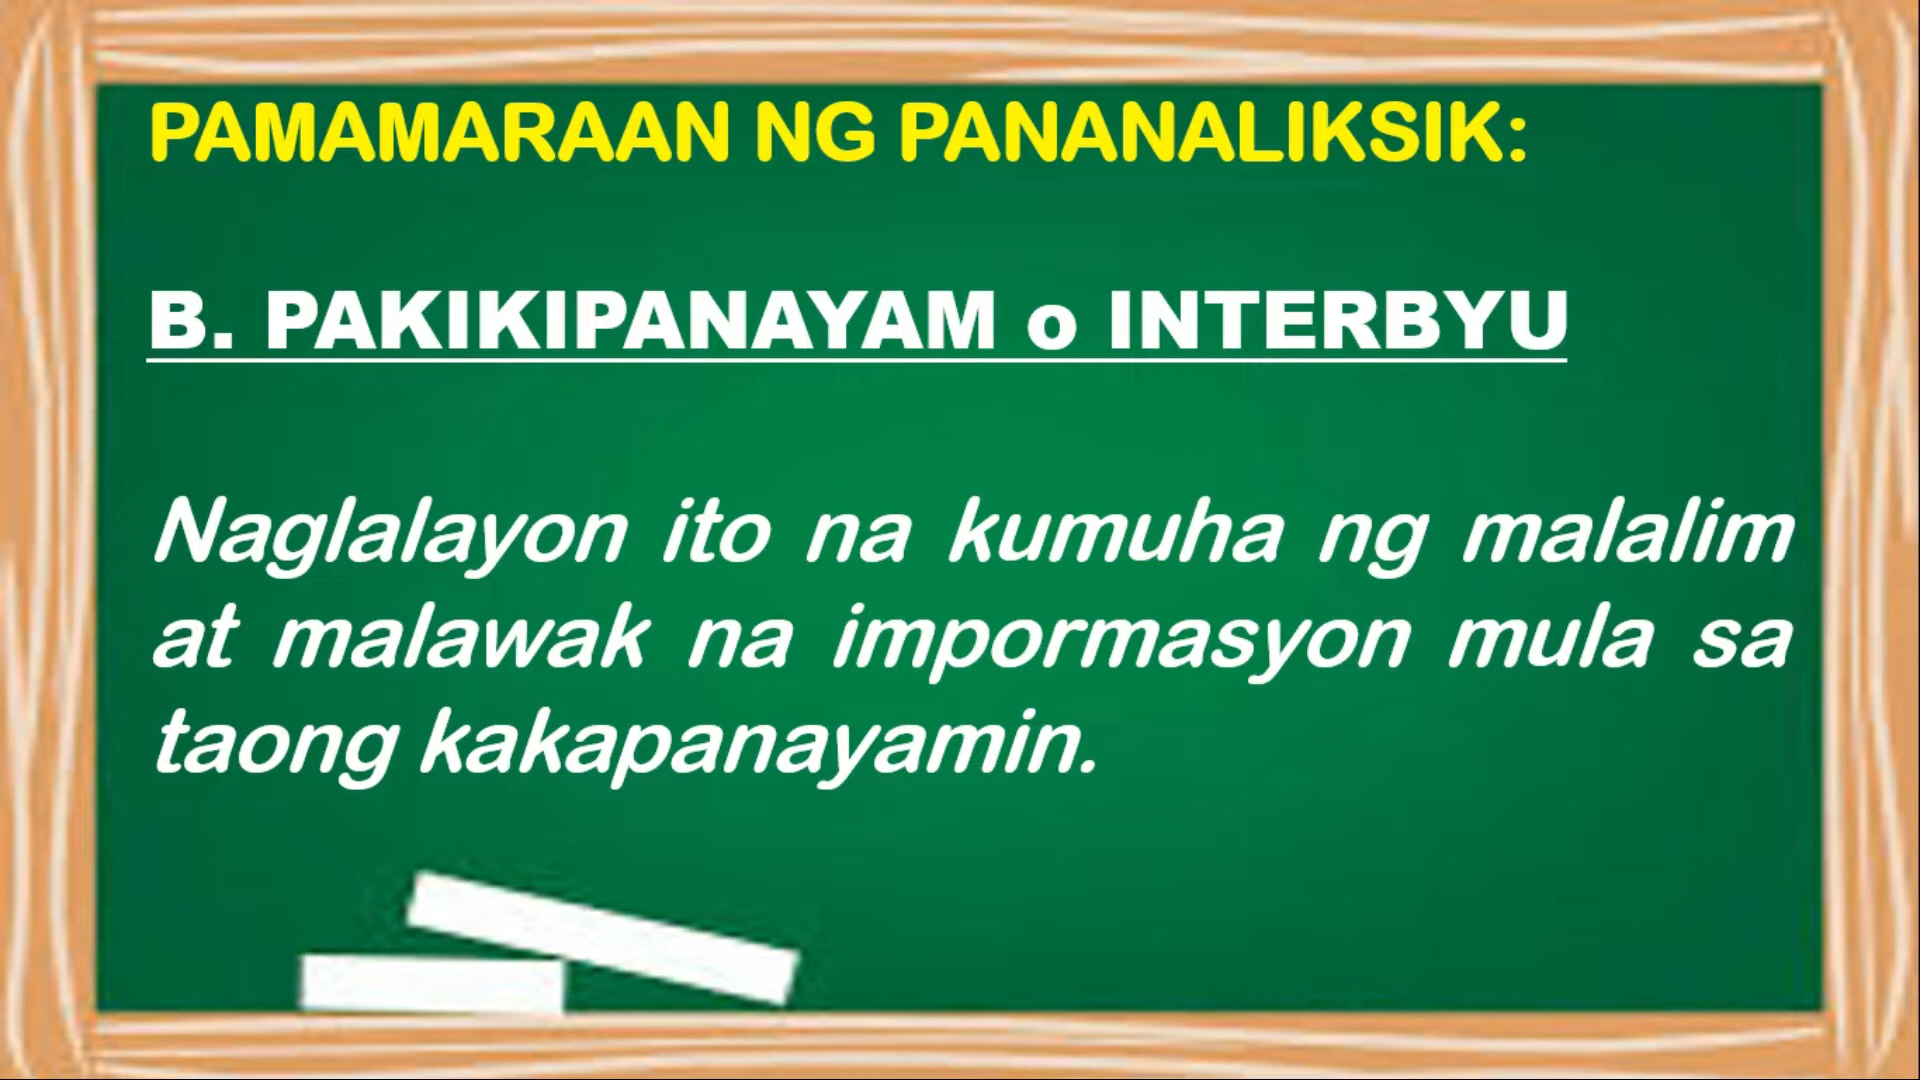 PAMAMARAAN NG PANANALIKSIK:
B. PAKIKIPANAYAM o INTERBYU
Naglalayon ito na kumuha ng malalim
at malawak na impormasyon mula sa
taong kakapanayamin.